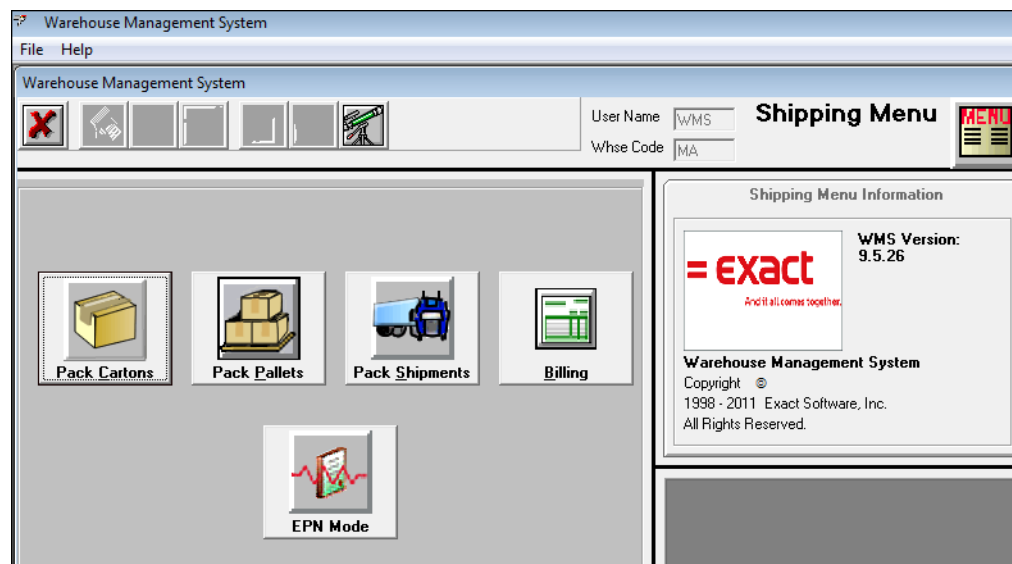 Warehouse Management System
File Help
Warehouse Management System
User Name WMS
Whse Code MA
Shipping Menu
MENU
Pack Cartons
Pack Pallets
Pack Shipments
Billing
EPN Mode
Shipping Menu Information
= exact
And it all comes together.
WMS Version:
9.5.26
Warehouse Management System
Copyright ©
1998 - 2011 Exact Software, Inc.
All Rights Reserved.